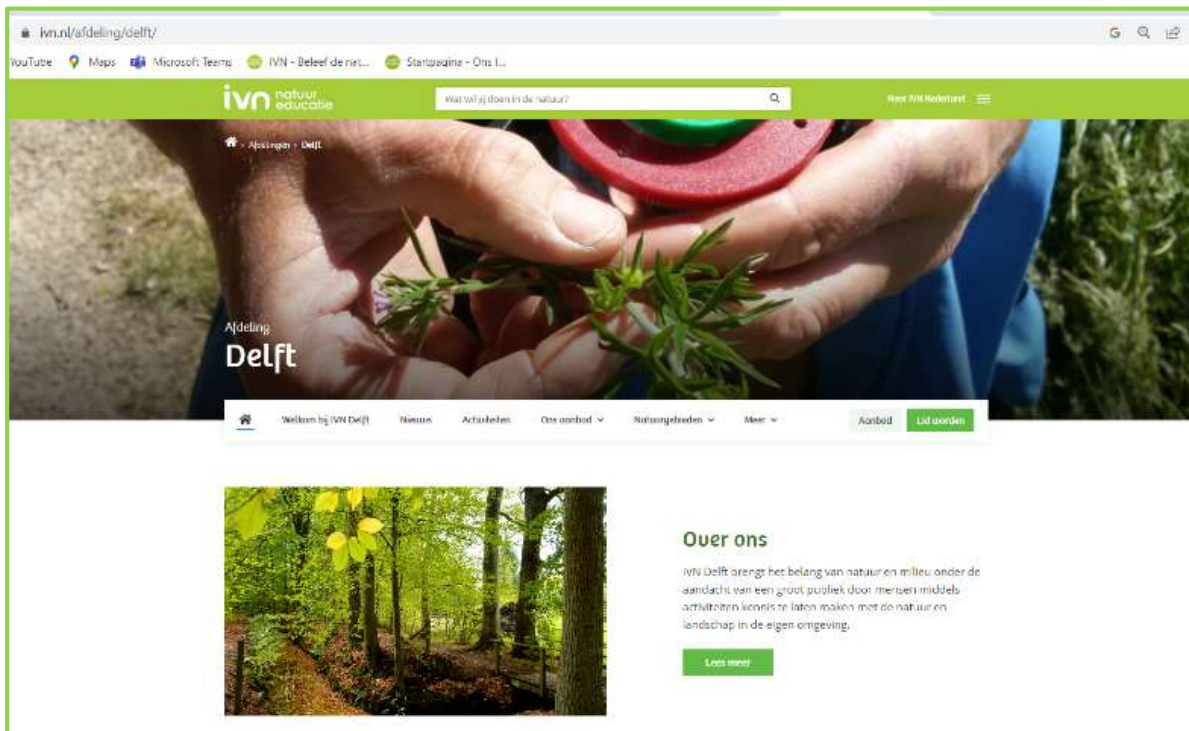 ivn.nl/afdeling/delft/
YouTube Maps Microsoft Teams IVN - Beleef de nat... Startpagina - Ons I...
ivn natuur educatie
Wat wil jij doen in de natuur?
Naar IVN Nederland
> Afdelingen > Delft
Afdeling
Delft
Welkom bij IVN Delft Nieuws Activiteiten Ons aanbod Natuurgebieden Meer Aanbod Lid worden
Over ons
IVN Delft brengt het belang van natuur en milieu onder de
aandacht van een groot publiek door mensen middels
activiteiten kennis te laten maken met de natuur en
landschap in de eigen omgeving.
Lees meer